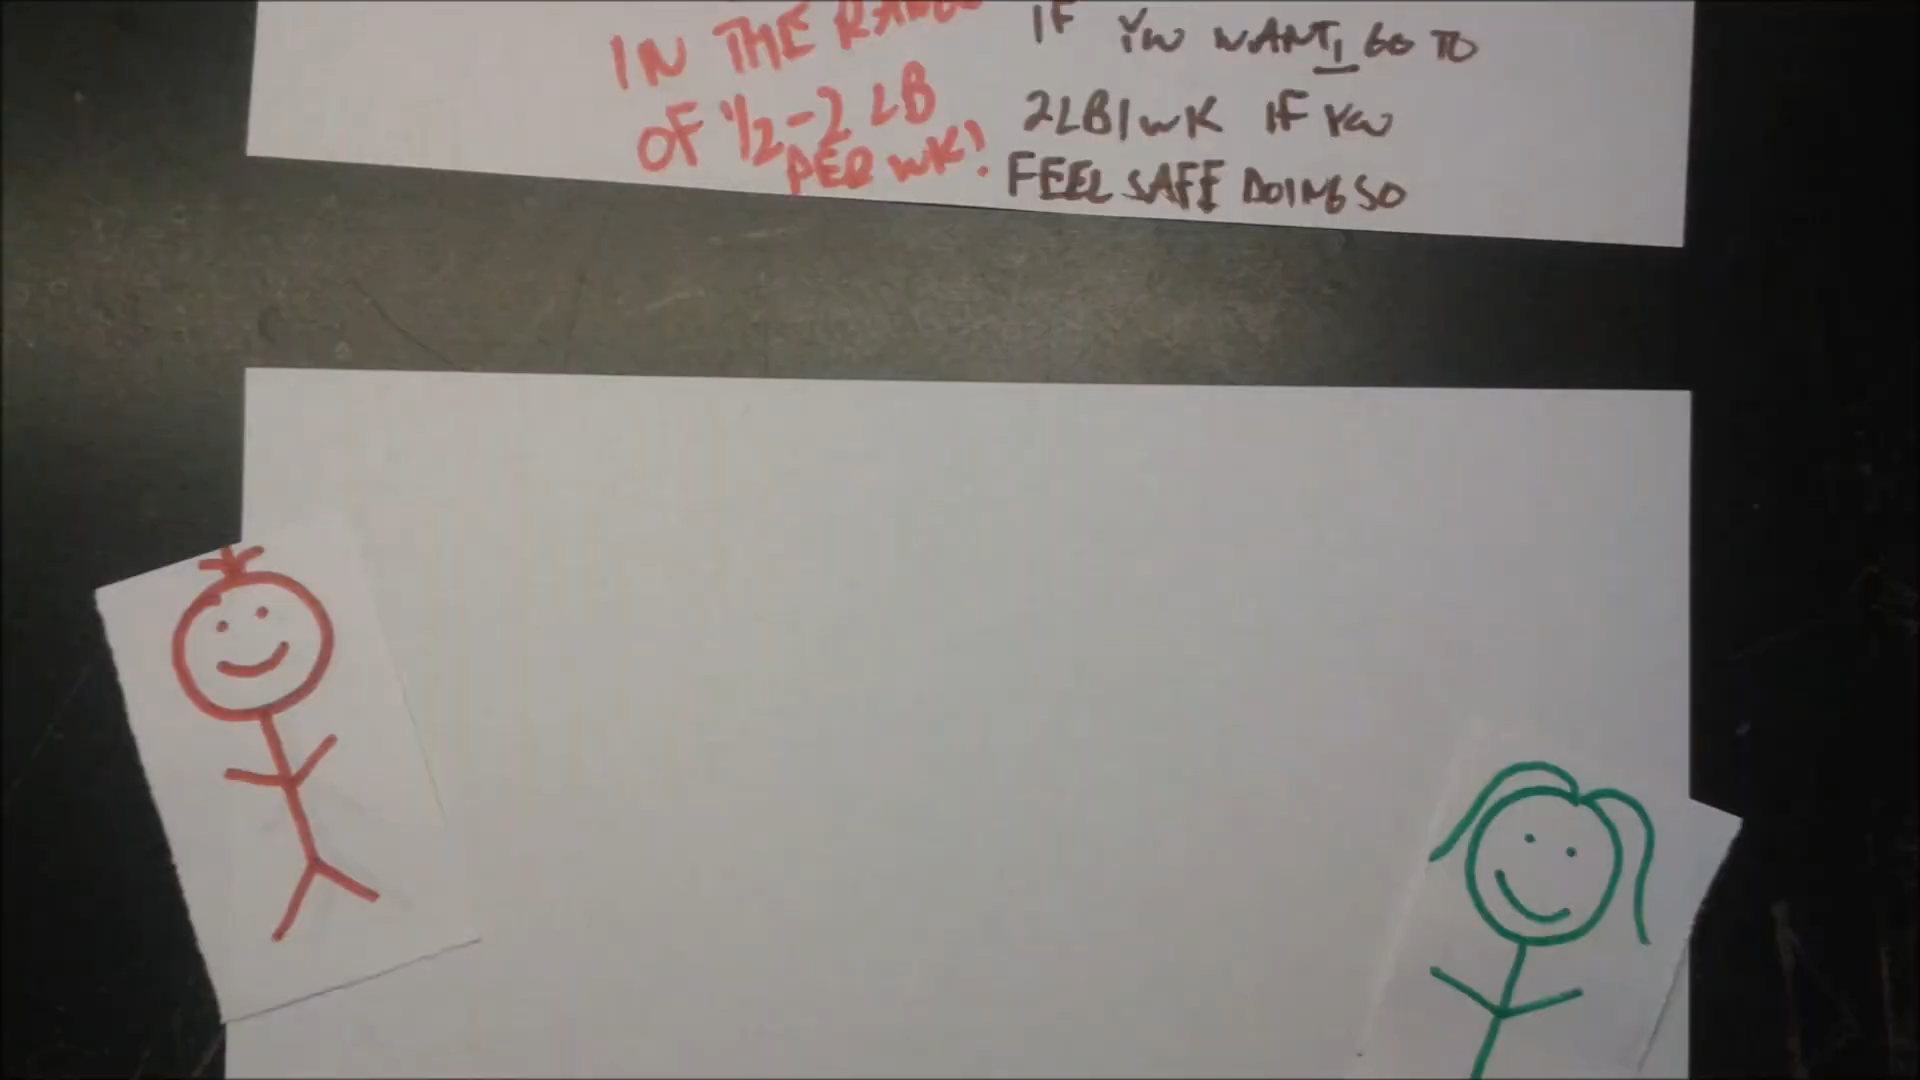 IN THE RANGE
OF ½-2 LB
PER WK!
IF YOU WANT, GO TO
2LB/WK IF YOU
FEEL SAFE DOING SO